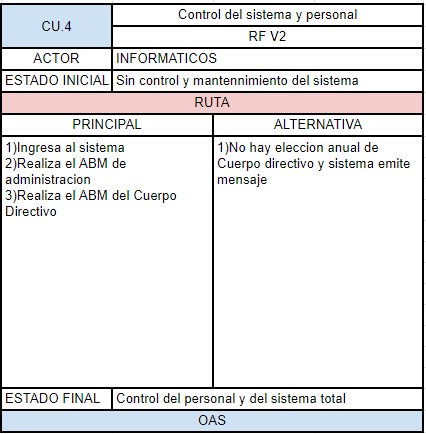 CU.4
Control del sistema y personal
RF V2
ACTOR
INFORMATICOS
ESTADO INICIAL
Sin control y mantennimiento del sistema
RUTA
PRINCIPAL
ALTERNATIVA
1)Ingresa al sistema
2)Realiza el ABM de
administracion
3)Realiza el ABM del Cuerpo
Directivo
1)No hay eleccion anual de
Cuerpo directivo y sistema emite
mensaje
ESTADO FINAL
Control del personal y del sistema total
OAS